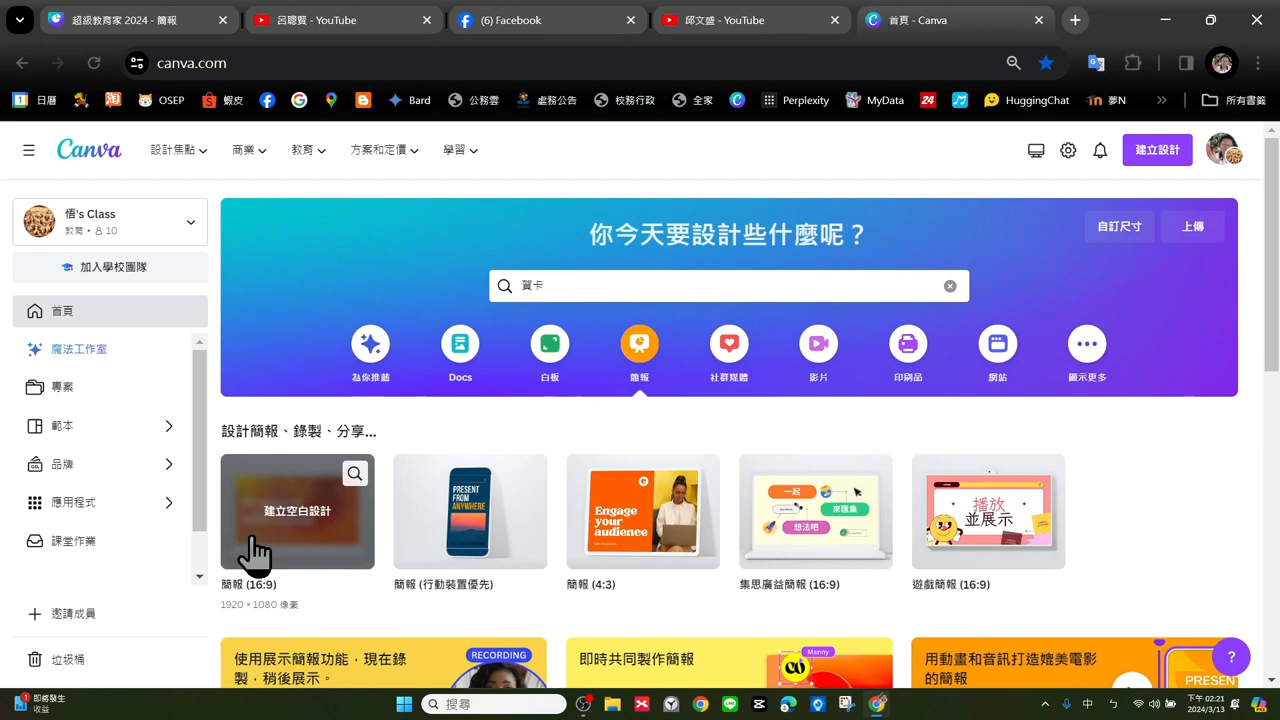 超級教育家 2024 - 簡報
呂聰賢 - YouTube
(6) Facebook
邱文盛 - YouTube
首頁 - Canva
canva.com
日曆
淘
OSEP
蝦皮
Bard
公務雲
處務公告
校務行政
全家
Perplexity
MyData
24
HuggingChat
夢N
所有書籤
Canva
設計焦點
商業
教育
方案和定價
學習
建立設計
悟's Class
教育 • 10
加入學校團隊
首頁
魔法工作室
專案
範本
品牌
應用程式
課堂作業
邀請成員
垃圾桶
你今天要設計些什麼呢？
自訂尺寸
上傳
賀卡
為你推薦
Docs
白板
簡報
社群媒體
影片
印刷品
網站
顯示更多
設計簡報、錄製、分享...
建立空白設計
PRESENT
FROM
ANYWHERE
Engage
your
audience
一起
來匯集
想法吧
播放
並展示
簡報 (16:9)
1920 × 1080 像素
簡報 (行動裝置優先)
簡報 (4:3)
集思廣益簡報 (16:9)
遊戲簡報 (16:9)
使用展示簡報功能，現在錄
製，稍後展示。
RECORDING
即時共同製作簡報
Manny
用動畫和音訊打造媲美電影
的簡報
PRESEN
?
即將發生
收益
搜尋
中
下午 02:21
2024/3/13